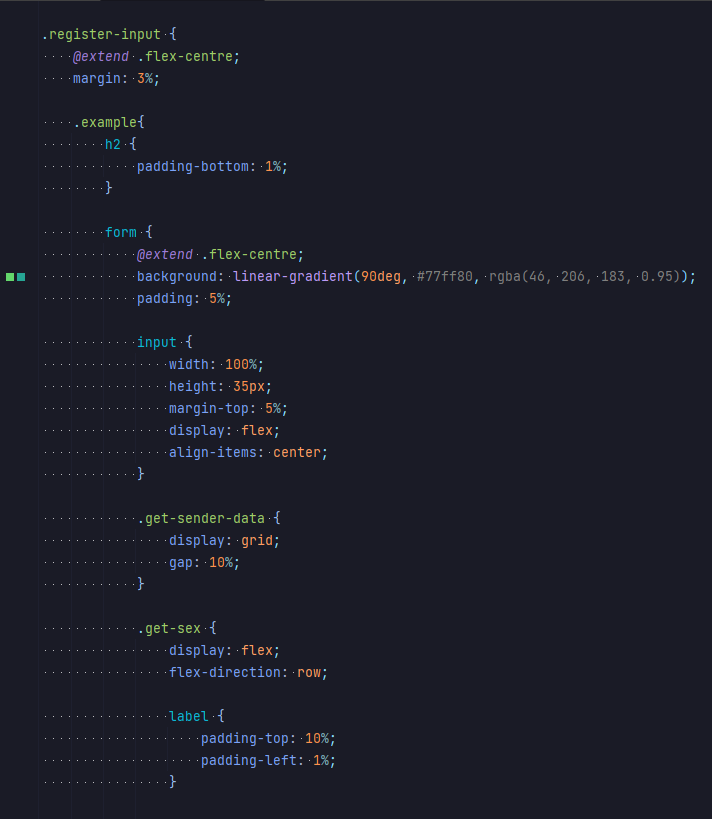 .register-input {
    @extend .flex-centre;
    margin: 3%;

    .example{
        h2 {
            padding-bottom: 1%;
        }

        form {
            @extend .flex-centre;
            background: linear-gradient(90deg, #77ff80, rgba(46, 206, 183, 0.95));
            padding: 5%;

            input {
                width: 100%;
                height: 35px;
                margin-top: 5%;
                display: flex;
                align-items: center;
            }

            .get-sender-data {
                display: grid;
                gap: 10%;
            }

            .get-sex {
                display: flex;
                flex-direction: row;

                label {
                    padding-top: 10%;
                    padding-left: 1%;
                }